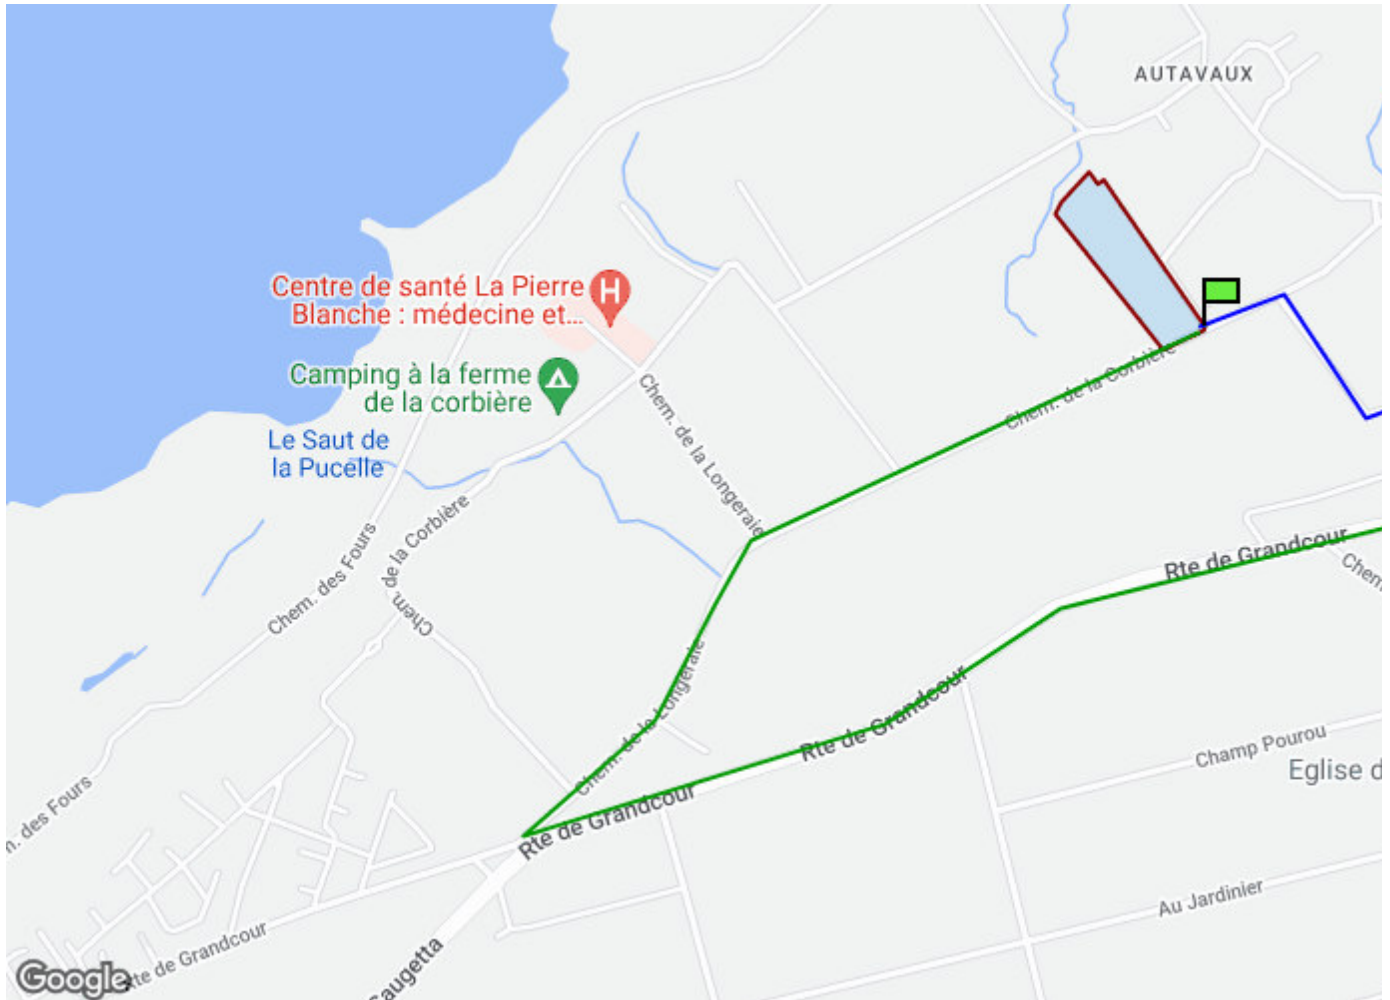 AUTAVAUX
Centre de santé La Pierre
Blanche : médecine et...
Camping à la ferme
de la corbière
Le Saut de
la Pucelle
Chem. de la Corbière
Chem. de la Longeraie
Chem. de la Corbière
Chem. des Fours
Chem.
Rte de Grandcour
Chem.
Chem. de la Longeraie
Rte de Grandcour
Champ Pourou
Eglise d
Rte de Grandcour
m. des Fours
Au Jardinier
Rte de Grandcour
Saugetta
Google
H